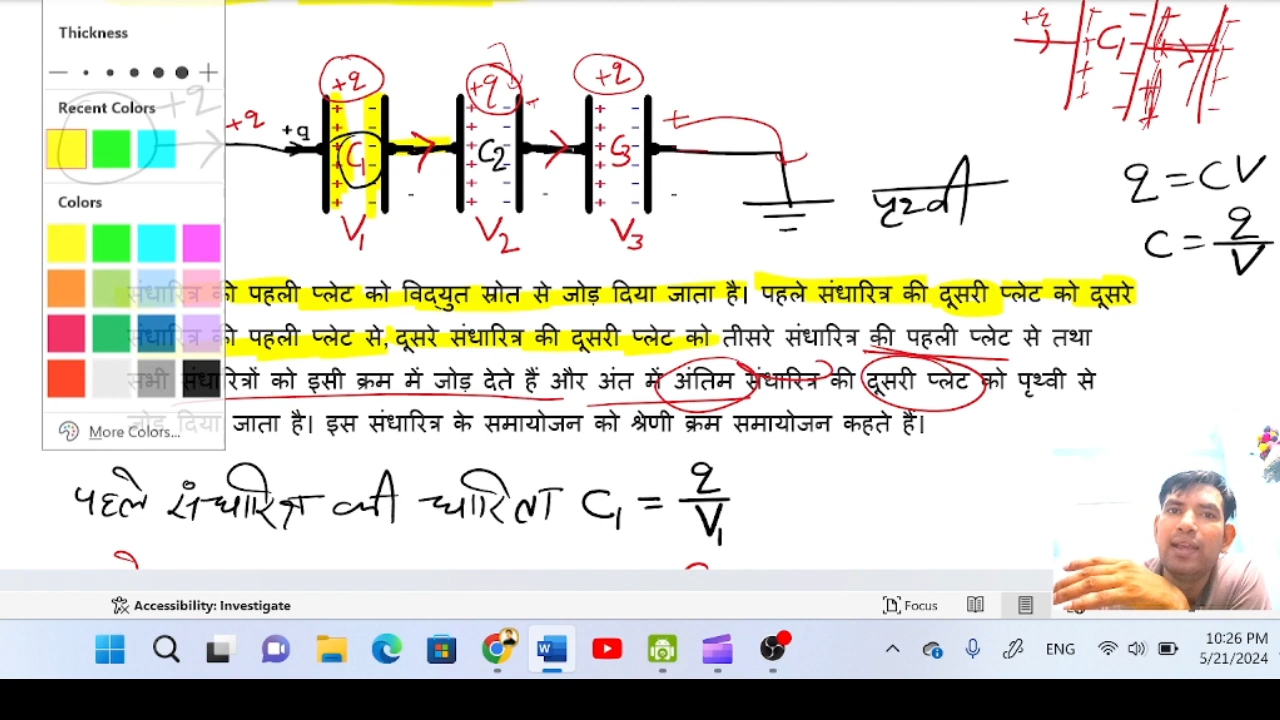 Thickness
Recent Colors
+q
Colors
More Colors...
+q
+q
+q
+q
+q
C1
C2
C3
V1
V2
V3
पृथ्वी
+q
C1
q = CV
C = q/V
संधारित्र की पहली प्लेट को विद्युत स्रोत से जोड़ दिया जाता है। पहले संधारित्र की दूसरी प्लेट को दूसरे
संधारित्र की पहली प्लेट से, दूसरे संधारित्र की दूसरी प्लेट को तीसरे संधारित्र की पहली प्लेट से तथा
सभी संधारित्रों को इसी क्रम में जोड़ देते हैं और अंत में अंतिम संधारित्र की दूसरी प्लेट को पृथ्वी से
जोड़ दिया जाता है। इस संधारित्र के समायोजन को श्रेणी क्रम समायोजन कहते हैं।
पहले संधारित्र की धारिता C1 = q/V1
Accessibility: Investigate
Focus
ENG
10:26 PM
5/21/2024